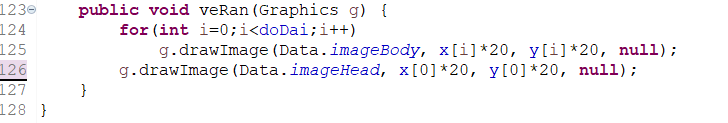 123 public void veRan(Graphics g) {
124 for(int i=0;i<doDai;i++)
125 g.drawImage(Data.imageBody, x[i]*20, y[i]*20, null);
126 g.drawImage(Data.imageHead, x[0]*20, y[0]*20, null);
127 }
128 }